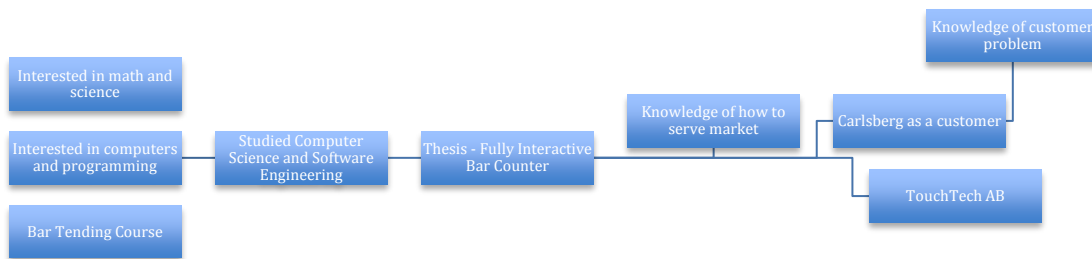 Interested in math and
science
Interested in computers
and programming
Bar Tending Course
Studied Computer
Science and Software
Engineering
Thesis - Fully Interactive
Bar Counter
Knowledge of how to
serve market
Carlsberg as a customer
Knowledge of customer
problem
TouchTech AB